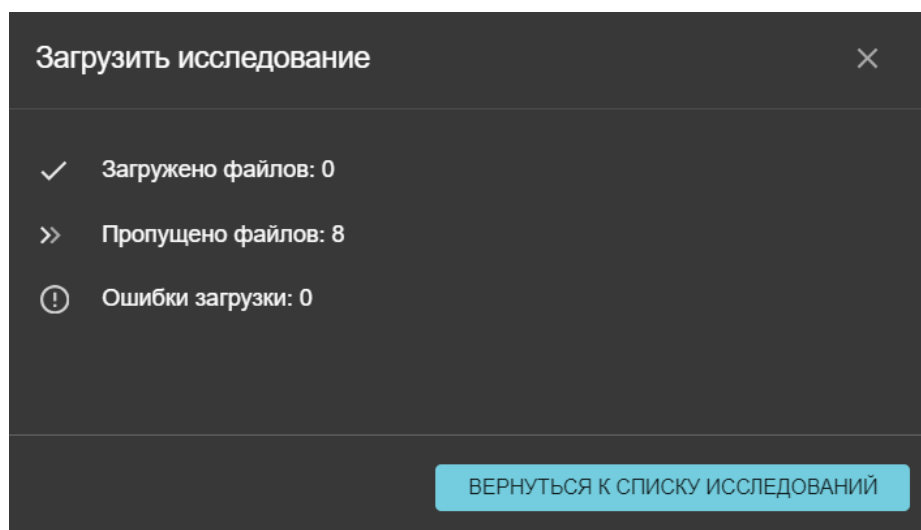 Загрузить исследование
Загружено файлов: 0
Пропущено файлов: 8
Ошибки загрузки: 0
ВЕРНУТЬСЯ К СПИСКУ ИССЛЕДОВАНИЙ